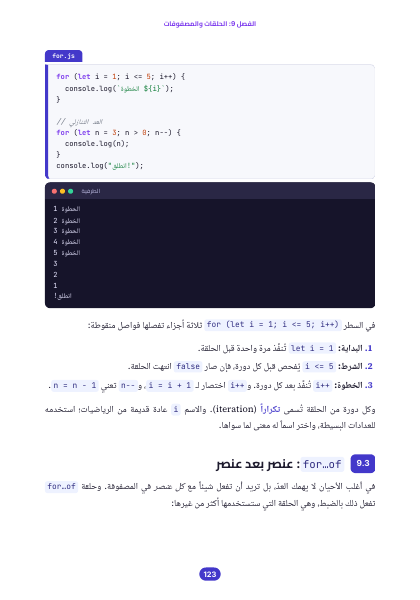 الفصل 9: الحلقات والمصفوفات
for.js
for (let i = 1; i <= 5; i++) {
console.log(`الخطوة ${i}`);
}
// العد التنازلي
for (let n = 3; n > 0; n--) {
console.log(n);
}
console.log("انطلق!");
الطرفية
الخطوة 1
الخطوة 2
الخطوة 3
الخطوة 4
الخطوة 5
3
2
1
انطلق!
في السطر for (let i = 1; i <= 5; i++) ثلاثة أجزاء تفصلها فواصل منقوطة:
1. البداية: let i = 1 تُنفَّذ مرة واحدة قبل الحلقة.
2. الشرط: i <= 5 يُفحص قبل كل دورة، فإن صار false انتهت الحلقة.
3. الخطوة: i++ تُنفَّذ بعد كل دورة. و i++ اختصار لـ i = i + 1، و n-- تعني n = n - 1.
وكل دورة من الحلقة تُسمى تكراراً (iteration). والاسم i عادة قديمة من الرياضيات؛ استخدمه
للعدادات البسيطة، واختر اسماً له معنى لما سواها.
9.3 for…of: عنصر بعد عنصر
في أغلب الأحيان لا يهمك العدّ، بل تريد أن تفعل شيئاً مع كل عنصر في المصفوفة. وحلقة for…of
تفعل ذلك بالضبط، وهي الحلقة التي ستستخدمها أكثر من غيرها:
123